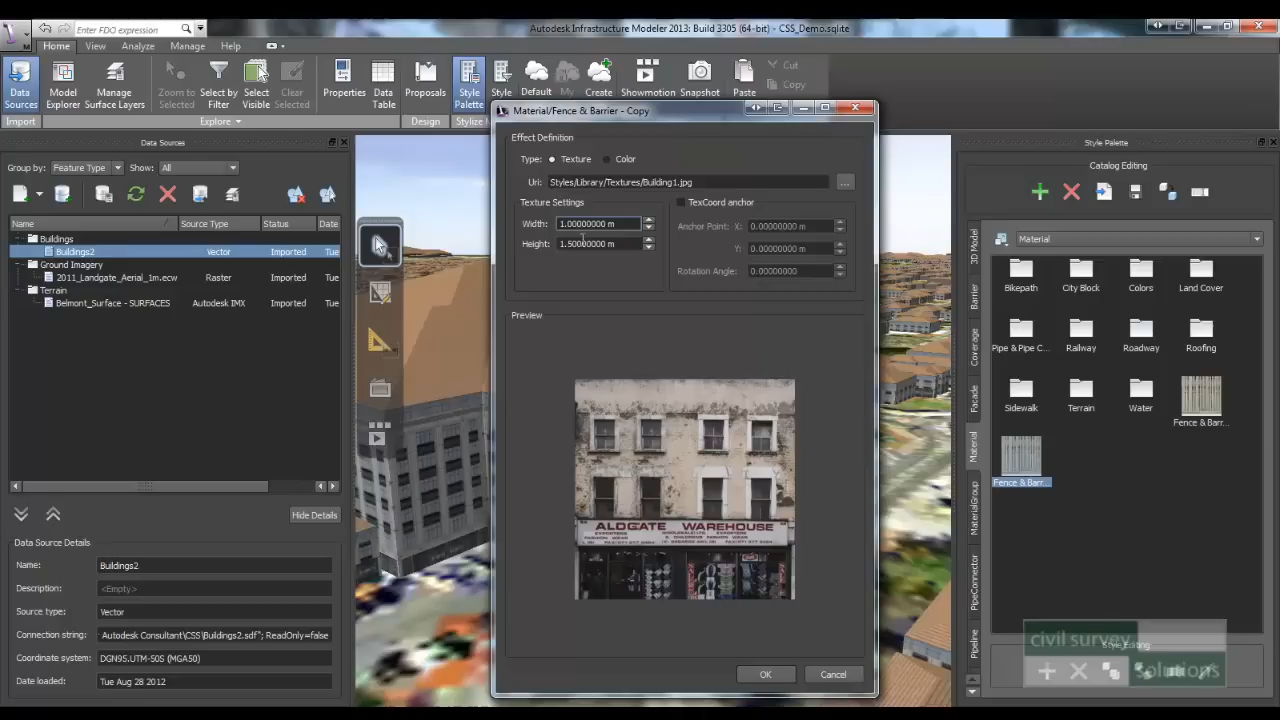 Enter FDO expression
Autodesk Infrastructure Modeler 2013: Build 3305 (64-bit) - CSS_Demo.sqlite
Home View Analyze Manage Help
Data Sources
Model Explorer
Manage Surface Layers
Zoom to Selected
Select by Filter
Select Visible
Clear Selected
Properties
Data Table
Proposals
Style Palette
Style
Default
My
Create
Showmotion
Snapshot
Paste
Cut
Copy
Import
Explore
Design
Stylize
Data Sources
Group by: Feature Type Show: All
Name Source Type Status Date
Buildings
Buildings2 Vector Imported Tue
Ground Imagery
2011_Landgate_Aerial_1m.ecw Raster Imported Tue
Terrain
Belmont_Surface - SURFACES Autodesk IMX Imported Tue
Hide Details
Data Source Details
Name: Buildings2
Description: <Empty>
Source type: Vector
Connection string: Autodesk Consultant\CSS\Buildings2.sdf"; ReadOnly=false
Coordinate system: DGN95.UTM-50S (MGA50)
Date loaded: Tue Aug 28 2012
Material/Fence & Barrier - Copy
Effect Definition
Type: Texture Color
Uri: Styles/Library/Textures/Building1.jpg ...
Texture Settings
Width: 1.00000000 m
Height: 1.50000000 m
TexCoord anchor
Anchor Point: X: 0.00000000 m
Y: 0.00000000 m
Rotation Angle: 0.00000000
Preview
ALDGATE WAREHOUSE
OK Cancel
Style Palette
Catalog Editing
Material
3D Model
Barrier
Coverage
Facade
Material
MaterialGroup
PipeConnector
Pipeline
Bikepath City Block Colors Land Cover
Pipe & Pipe C... Railway Roadway Roofing
Sidewalk Terrain Water Fence & Barr...
Fence & Barr...
Style Editing
civil survey
solutions